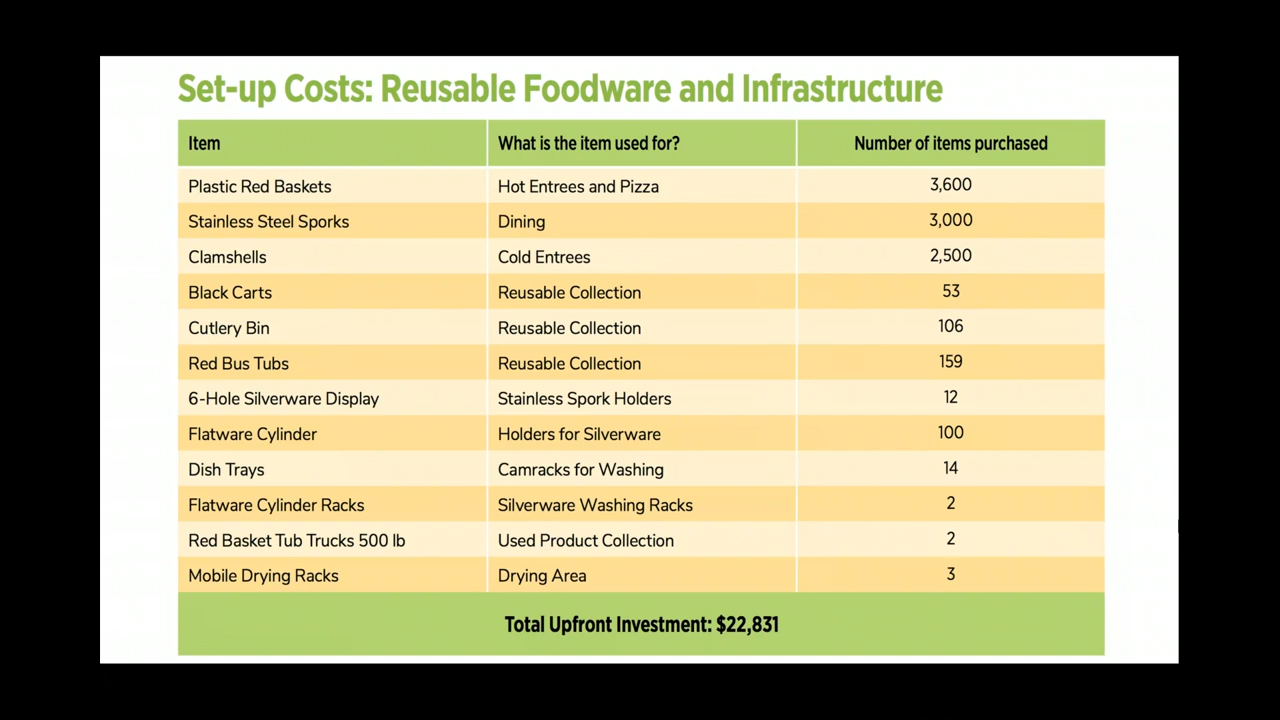 Set-up Costs: Reusable Foodware and Infrastructure
Item What is the item used for? Number of items purchased
Plastic Red Baskets Hot Entrees and Pizza 3,600
Stainless Steel Sporks Dining 3,000
Clamshells Cold Entrees 2,500
Black Carts Reusable Collection 53
Cutlery Bin Reusable Collection 106
Red Bus Tubs Reusable Collection 159
6-Hole Silverware Display Stainless Spork Holders 12
Flatware Cylinder Holders for Silverware 100
Dish Trays Camracks for Washing 14
Flatware Cylinder Racks Silverware Washing Racks 2
Red Basket Tub Trucks 500 lb Used Product Collection 2
Mobile Drying Racks Drying Area 3
Total Upfront Investment: $22,831